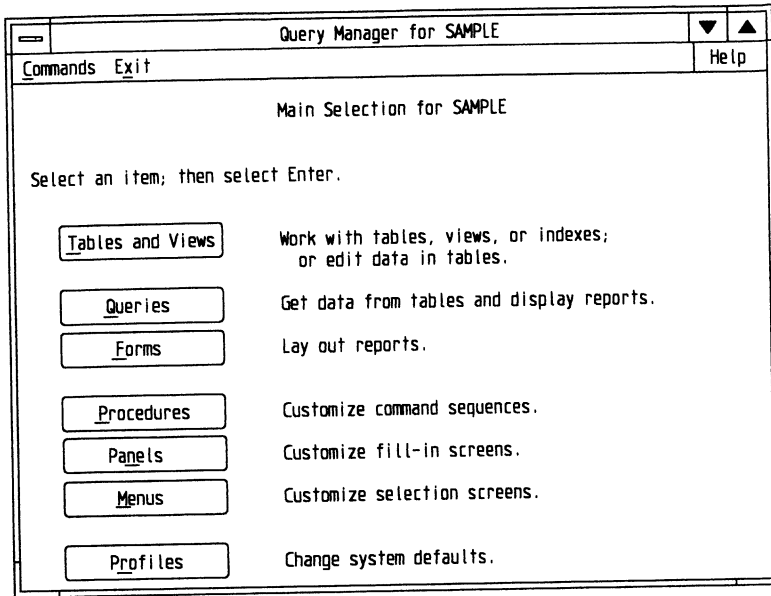 Query Manager for SAMPLE
Commands Exit Help
Main Selection for SAMPLE
Select an item; then select Enter.
Tables and Views Work with tables, views, or indexes;
or edit data in tables.
Queries Get data from tables and display reports.
Forms Lay out reports.
Procedures Customize command sequences.
Panels Customize fill-in screens.
Menus Customize selection screens.
Profiles Change system defaults.